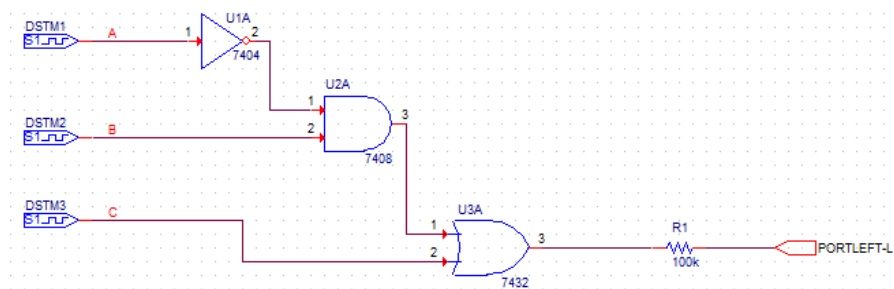 DSTM1
S1
A
1
U1A
2
7404
U2A
1
2
3
7408
DSTM2
S1
B
DSTM3
S1
C
U3A
1
2
3
7432
R1
100k
PORTLEFT-L